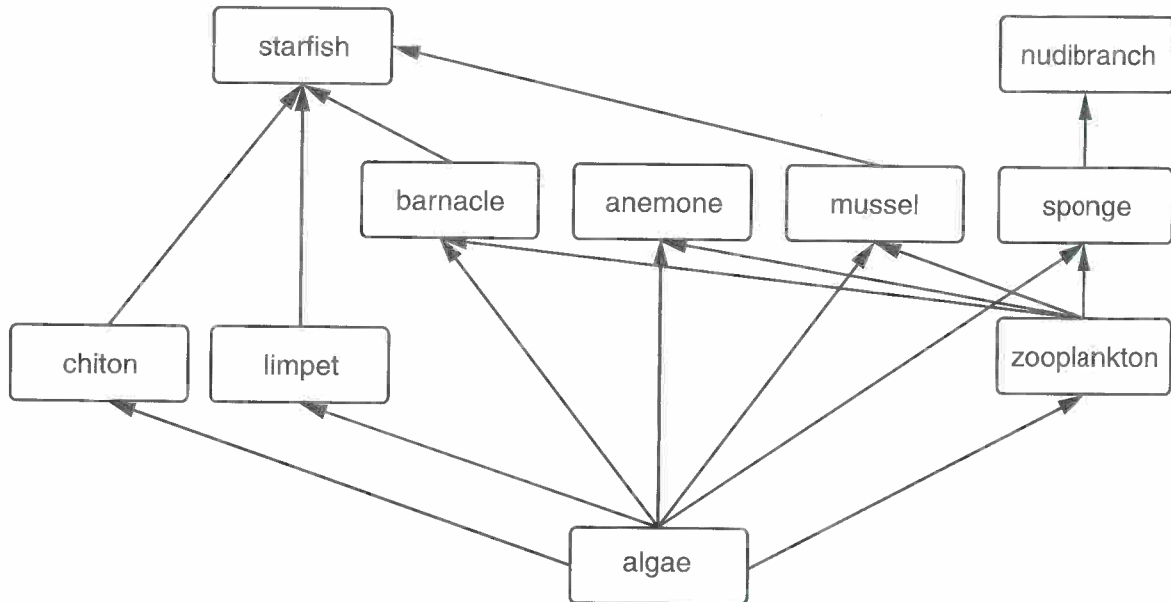 starfish
nudibranch
barnacle
anemone
mussel
sponge
chiton
limpet
zooplankton
algae